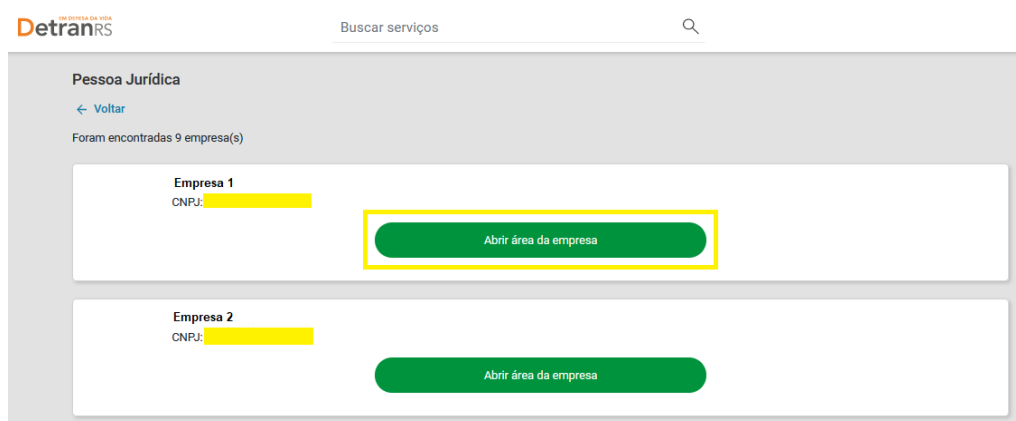 EM DEFESA DA VIDA
DetranRS
Buscar serviços
Pessoa Jurídica
← Voltar
Foram encontradas 9 empresa(s)
Empresa 1
CNPJ:
Abrir área da empresa
Empresa 2
CNPJ:
Abrir área da empresa